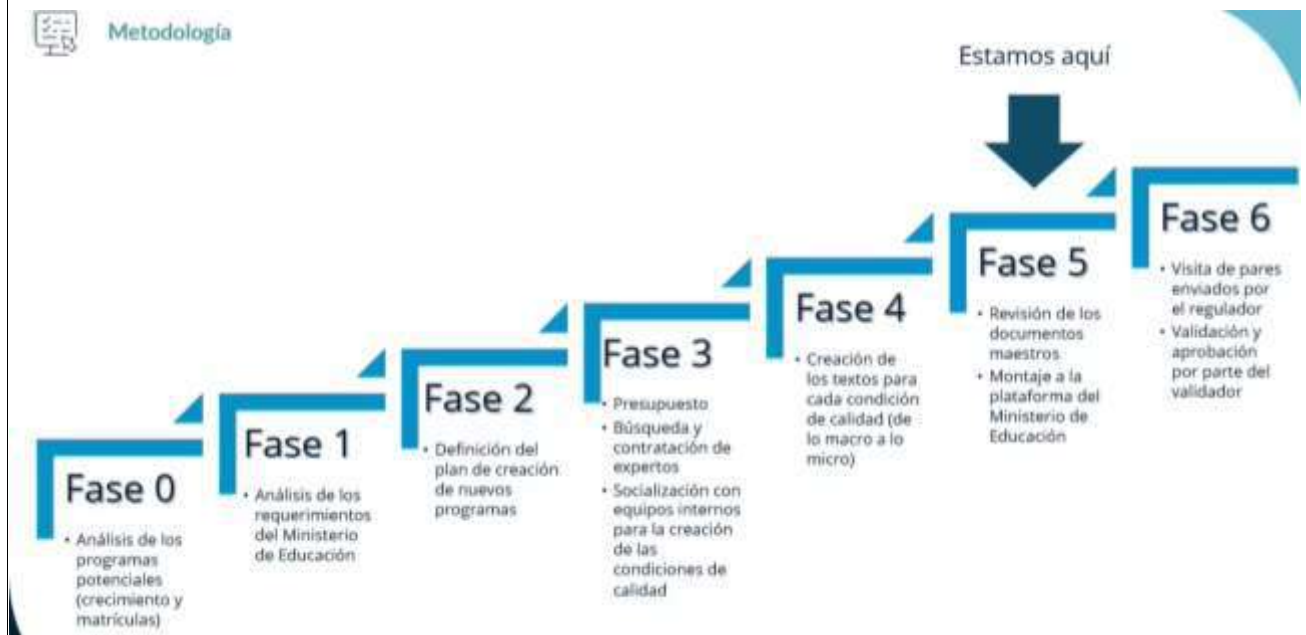 Metodología
Estamos aquí
Fase 0
• Análisis de los
programas
potenciales
(crecimiento y
matrículas)
Fase 1
• Análisis de los
requerimientos
del Ministerio
de Educación
Fase 2
• Definición del
plan de creación
de nuevos
programas
Fase 3
• Presupuesto
• Búsqueda y
contratación de
expertos
• Socialización con
equipos internos
para la creación
de las
condiciones de
calidad
Fase 4
• Creación de
los textos para
cada condición
de calidad (de
lo macro a lo
micro)
Fase 5
• Revisión de los
documentos
maestros
• Montaje a la
plataforma del
Ministerio de
Educación
Fase 6
• Visita de pares
enviados por
el regulador
• Validación y
aprobación
por parte del
validador